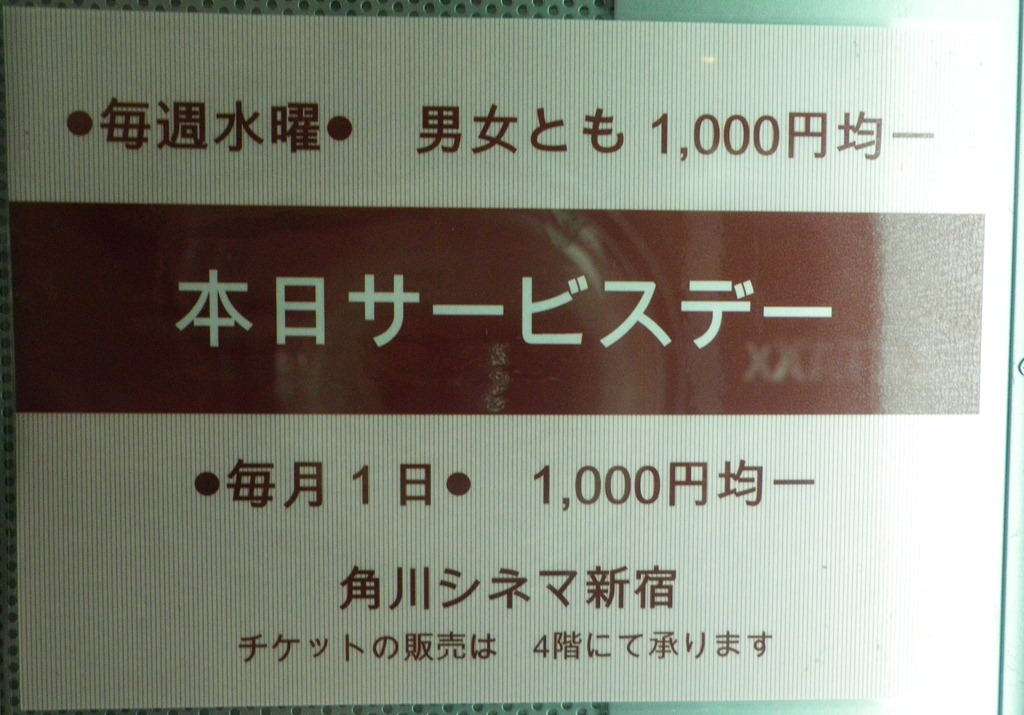 ●毎週水曜● 男女とも 1,000円均一
本日サービスデー
●毎月1日● 1,000円均一
角川シネマ新宿
チケットの販売は 4階にて承ります